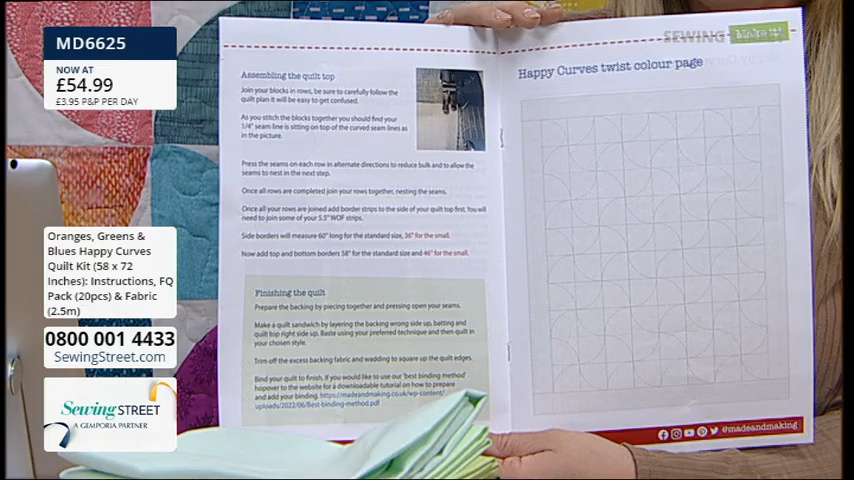 MD6625
NOW AT
£54.99
£3.95 P&P PER DAY
Oranges, Greens &
Blues Happy Curves
Quilt Kit (58 x 72
Inches): Instructions, FQ
Pack (20pcs) & Fabric
(2.5m)
0800 001 4433
SewingStreet.com
Sewing STREET
A GEMPORIA PARTNER
Assembling the quilt top
Join your blocks in rows, be sure to carefully follow the
quilt plan it will be easy to get confused.
As you stitch the blocks together you should find your
1/4" seam line is sitting on top of the curved seam lines as
in the picture.
Press the seams on each row in alternate directions to reduce bulk and to allow the
seams to nest in the next step.
Once all rows are completed join your rows together, nesting the seams.
Once all your rows are joined add border strips to the side of your quilt top first. You will
need to join some of your 5.5" WOF strips.
Side borders will measure 60" long for the standard size, 36" for the small.
Now add top and bottom borders 58" for the standard size and 46" for the small.
Finishing the quilt
Prepare the backing by piecing together and pressing open your seams.
Make a quilt sandwich by layering the backing wrong side up, batting and
quilt top right side up. Baste using your preferred technique and then quilt in
your chosen style.
Trim off the excess backing fabric and wadding to square up the quilt edges.
Bind your quilt to finish. If you would like to use our 'best binding method'
hopover to the website for a downloadable tutorial on how to prepare
and add your binding. https://madeandmaking.co.uk/wp-content/
uploads/2022/06/Best-binding-method.pdf
SEWING
Happy Curves twist colour page
@madeandmaking